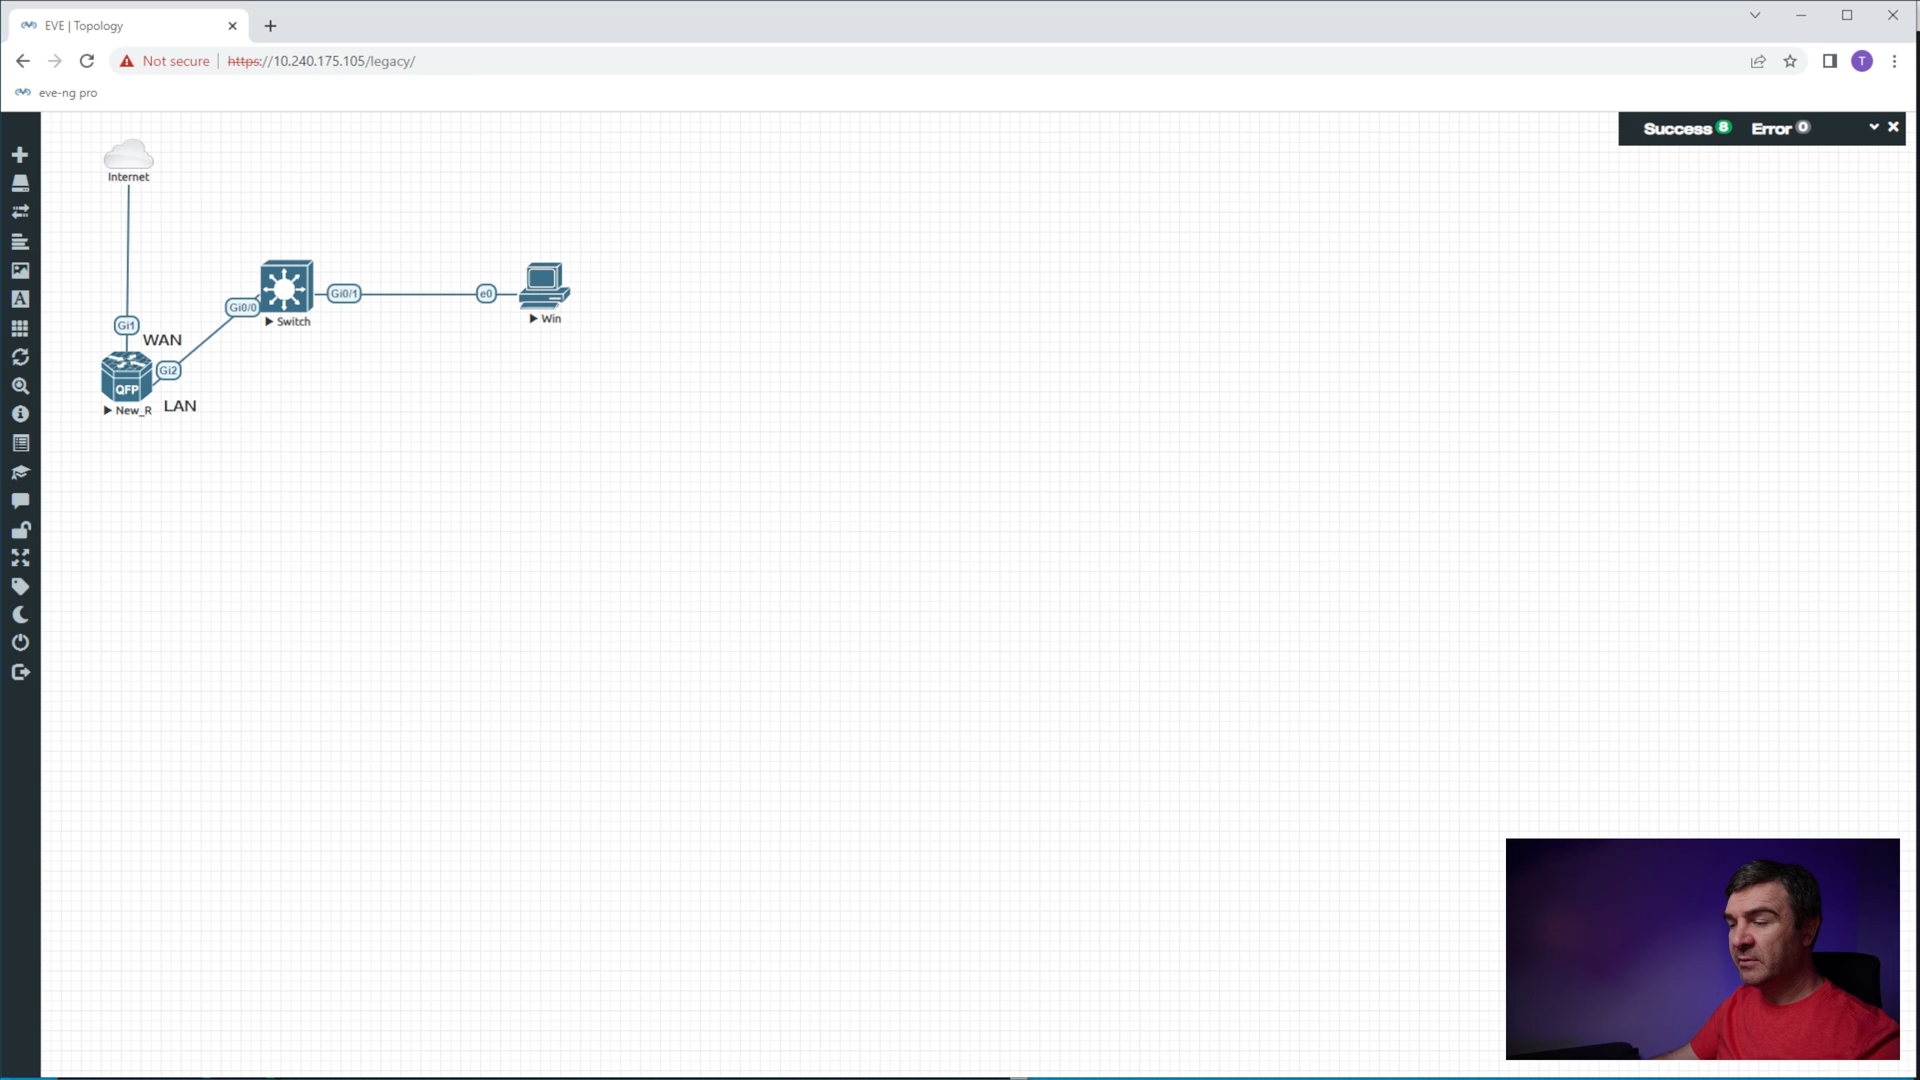 EVE | Topology
Not secure
https://10.240.175.105/legacy/
T
eve-ng pro
Success 8 Error 0
Internet
Gi0/1
e0
Gi0/0
Switch
Win
Gi1
WAN
Gi2
QFP
New_R
LAN